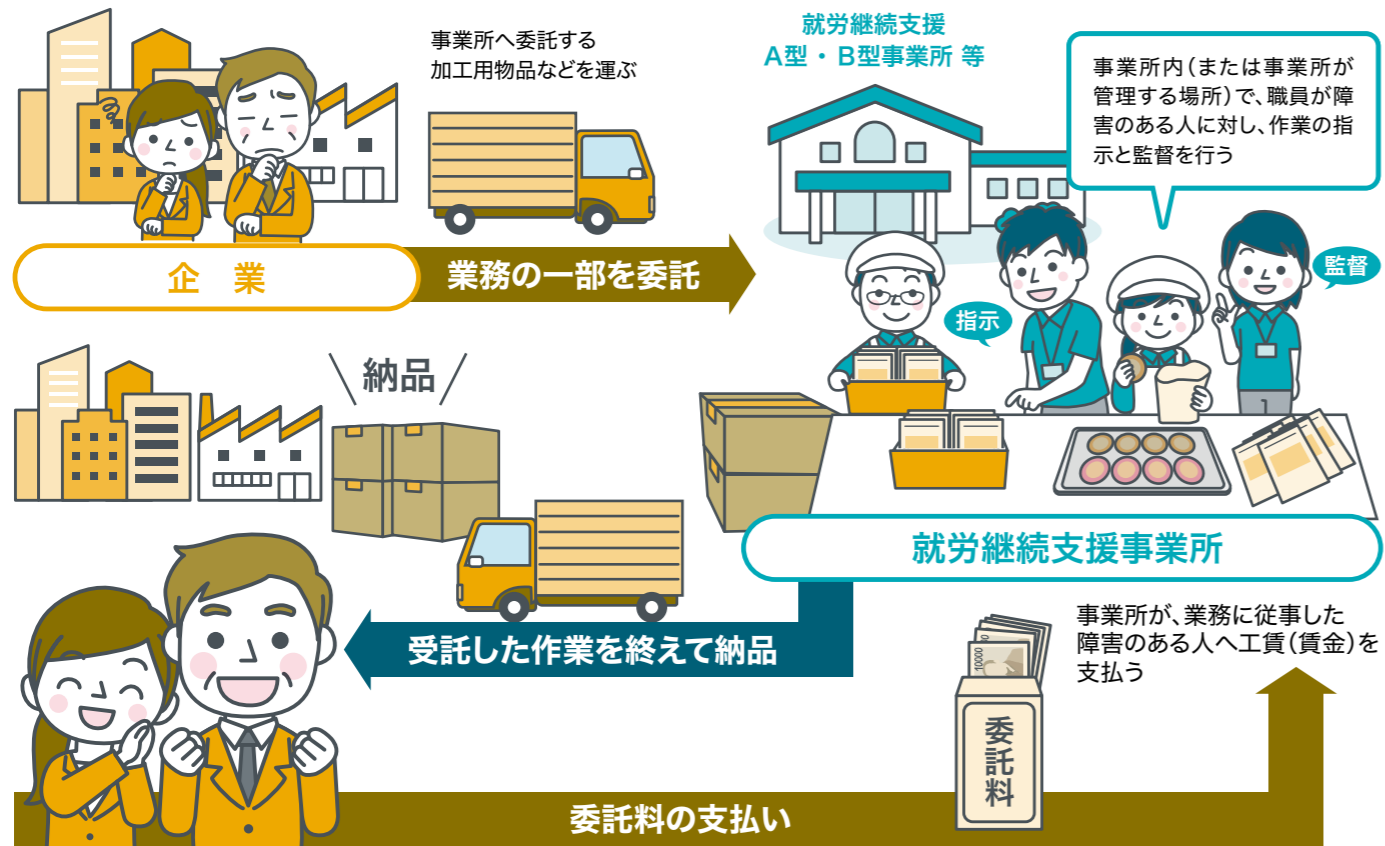 事業所へ委託する
加工用物品などを運ぶ
就労継続支援
A型・B型事業所 等
事業所内(または事業所が
管理する場所)で、職員が障
害のある人に対し、作業の指
示と監督を行う
企　業
業務の一部を委託
指示
監督
納品
就労継続支援事業所
受託した作業を終えて納品
事業所が、業務に従事した
障害のある人へ工賃(賃金)を
支払う
10000
委託料
委託料の支払い